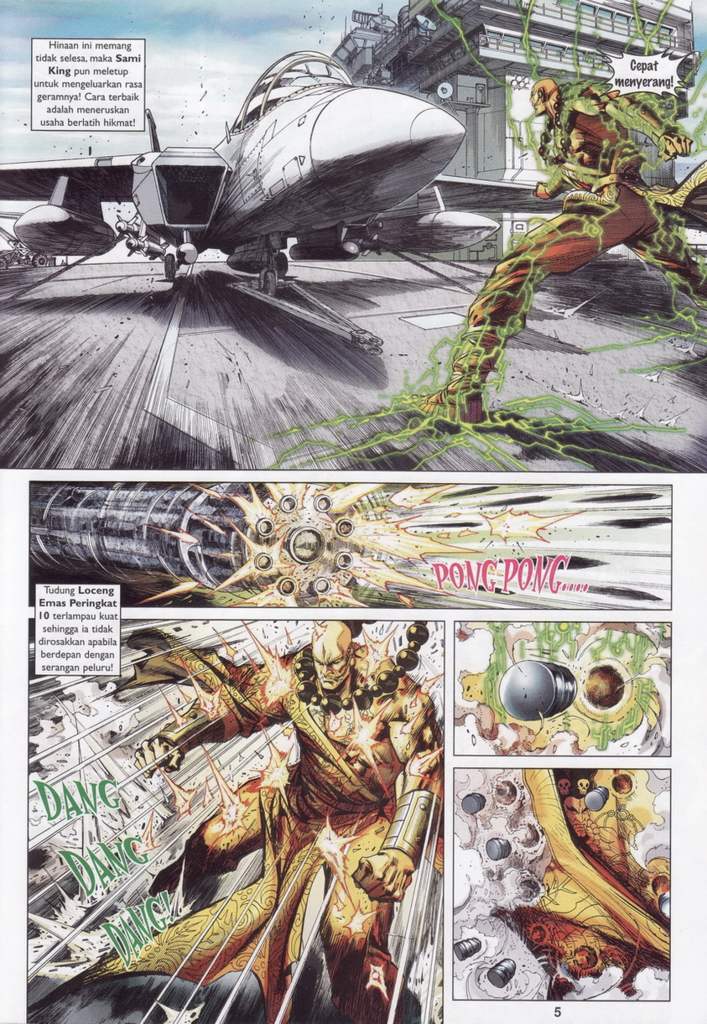 Hinaan ini memang
tidak selesa, maka Sami
King pun meletup
untuk mengeluarkan rasa
geramnya! Cara terbaik
adalah meneruskan
usaha berlatih hikmat!
Cepat
menyerang!
PONG PONG.....
Tudung Loceng
Emas Peringkat
10 terlampau kuat
sehingga ia tidak
dirosakkan apabila
berdepan dengan
serangan peluru!
DANG
DANG
DANG!
5